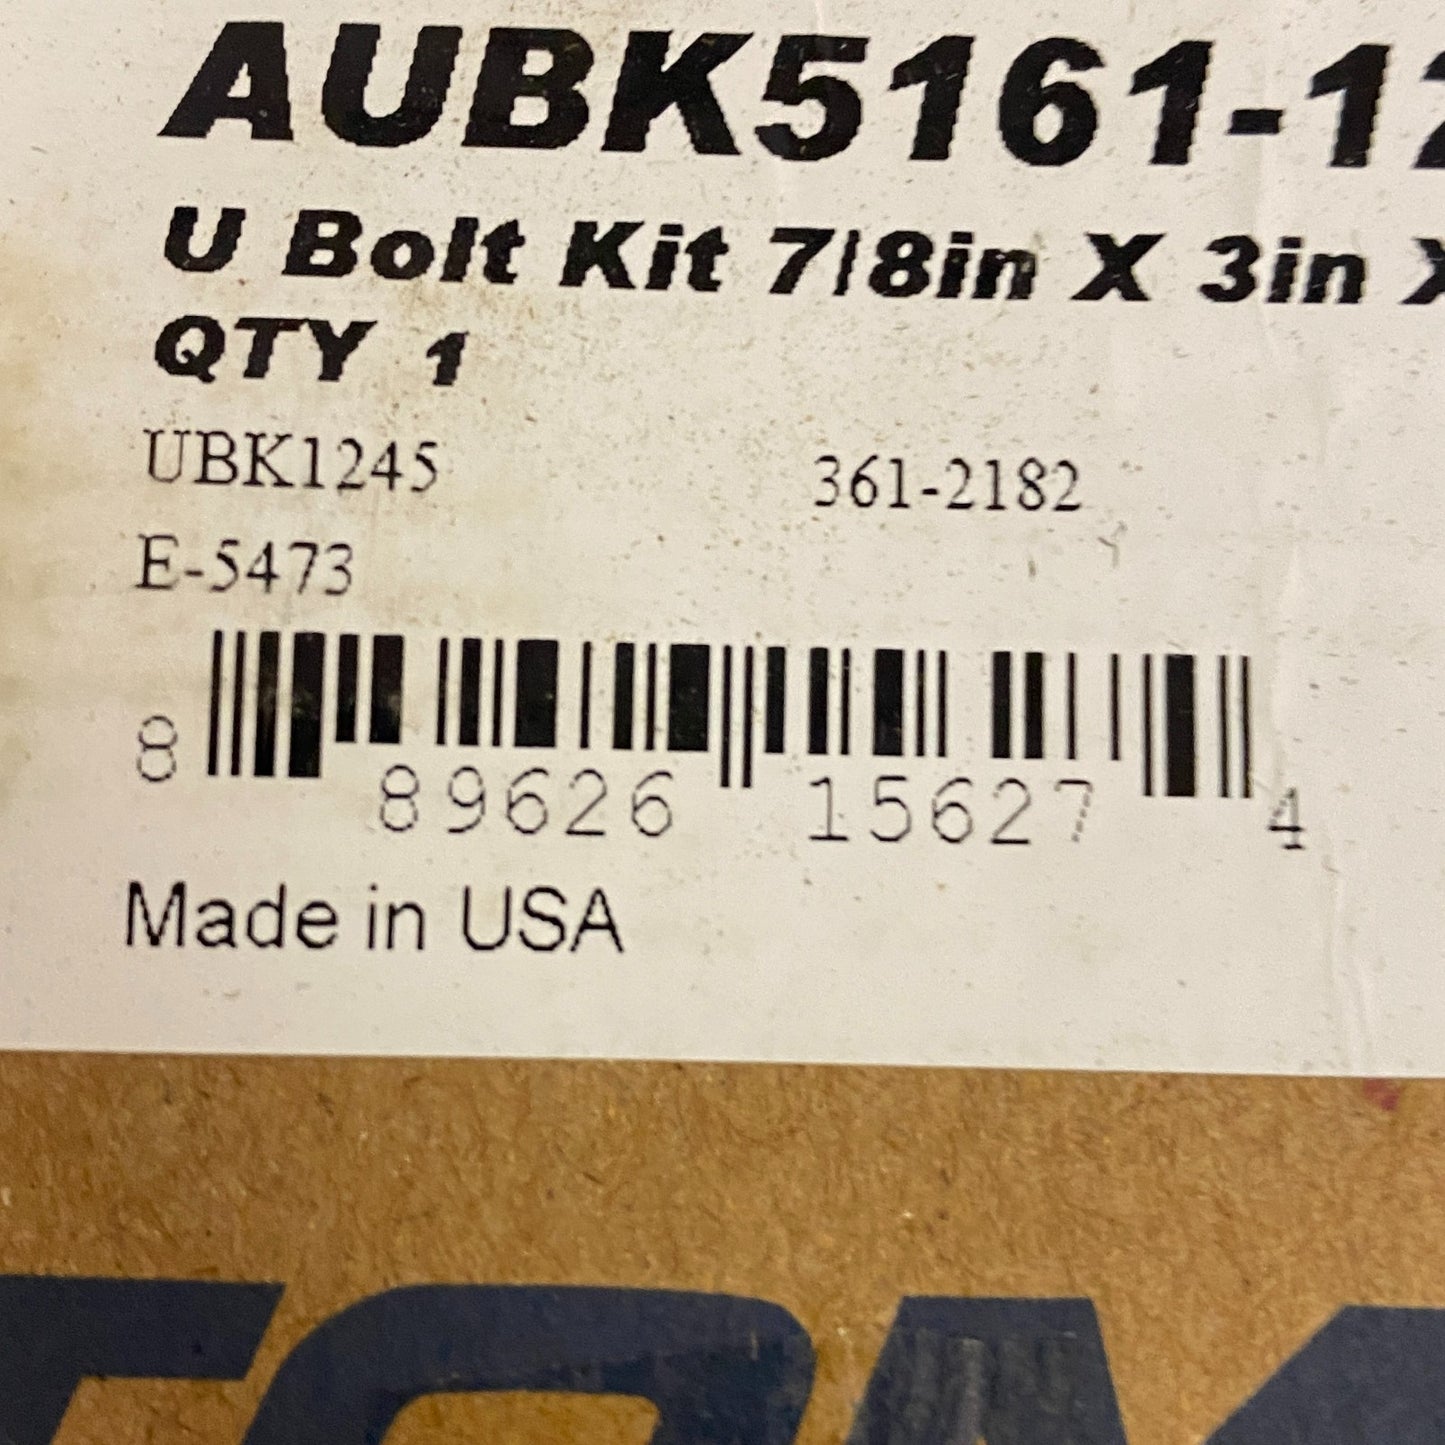 AUBK5161-12
U Bolt Kit 7/8in X 3in X
QTY 1
UBK1245 361-2182
E-5473
8 89626 15627 4
Made in USA